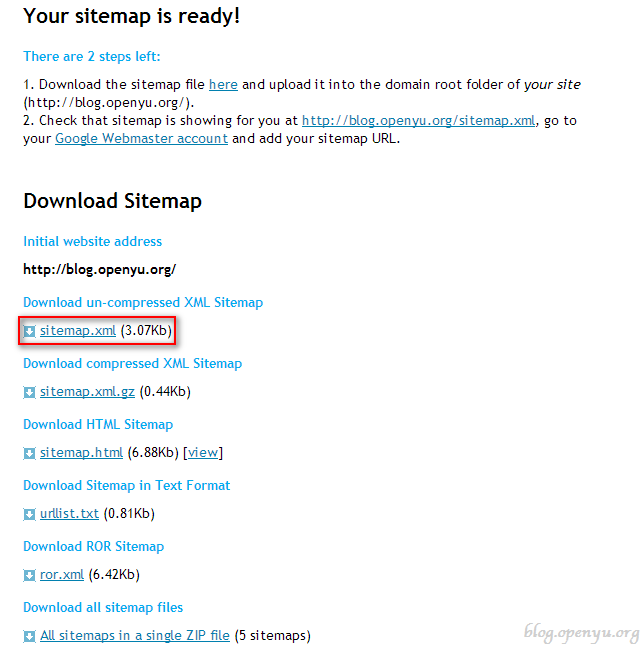 Your sitemap is ready!
There are 2 steps left:
1. Download the sitemap file here and upload it into the domain root folder of your site
(http://blog.openyu.org/).
2. Check that sitemap is showing for you at http://blog.openyu.org/sitemap.xml, go to
your Google Webmaster account and add your sitemap URL.
Download Sitemap
Initial website address
http://blog.openyu.org/
Download un-compressed XML Sitemap
sitemap.xml (3.07Kb)
Download compressed XML Sitemap
sitemap.xml.gz (0.44Kb)
Download HTML Sitemap
sitemap.html (6.88Kb) [view]
Download Sitemap in Text Format
urllist.txt (0.81Kb)
Download ROR Sitemap
ror.xml (6.42Kb)
Download all sitemap files
All sitemaps in a single ZIP file (5 sitemaps)
blog.openyu.org